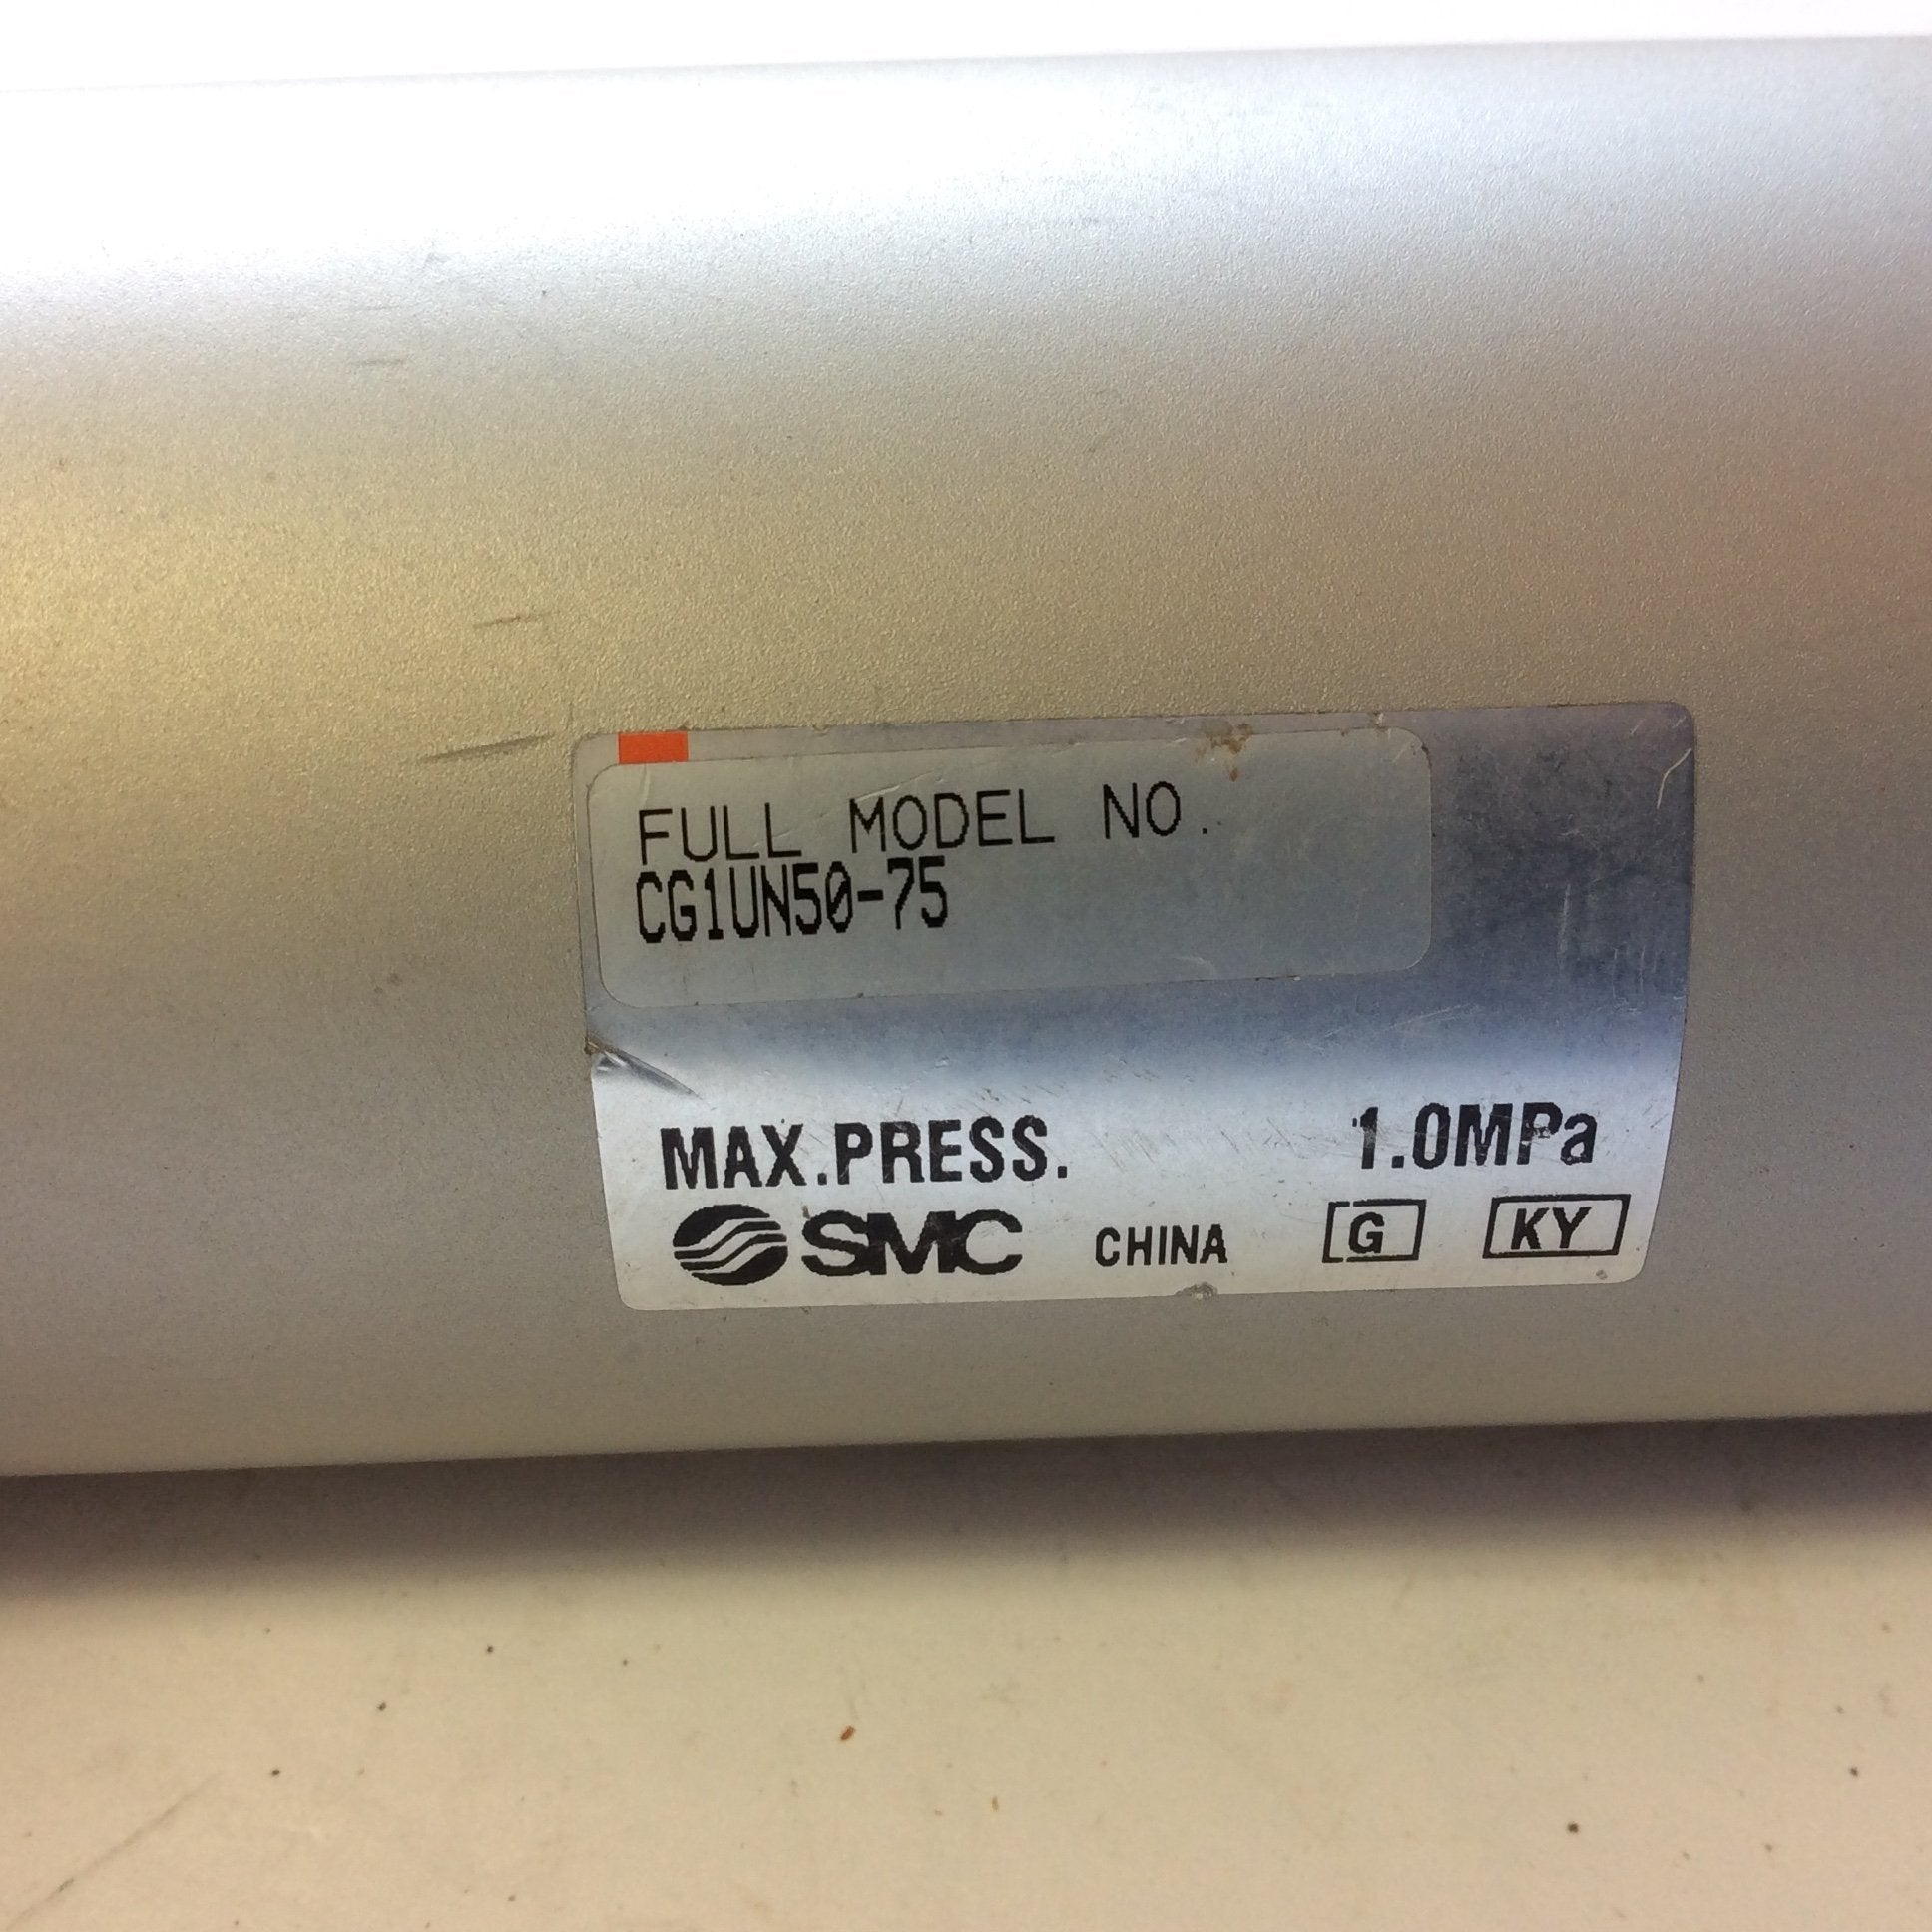 FULL MODEL NO.
CG1UN50-75
MAX.PRESS. 1.0MPa
SMC CHINA G KY